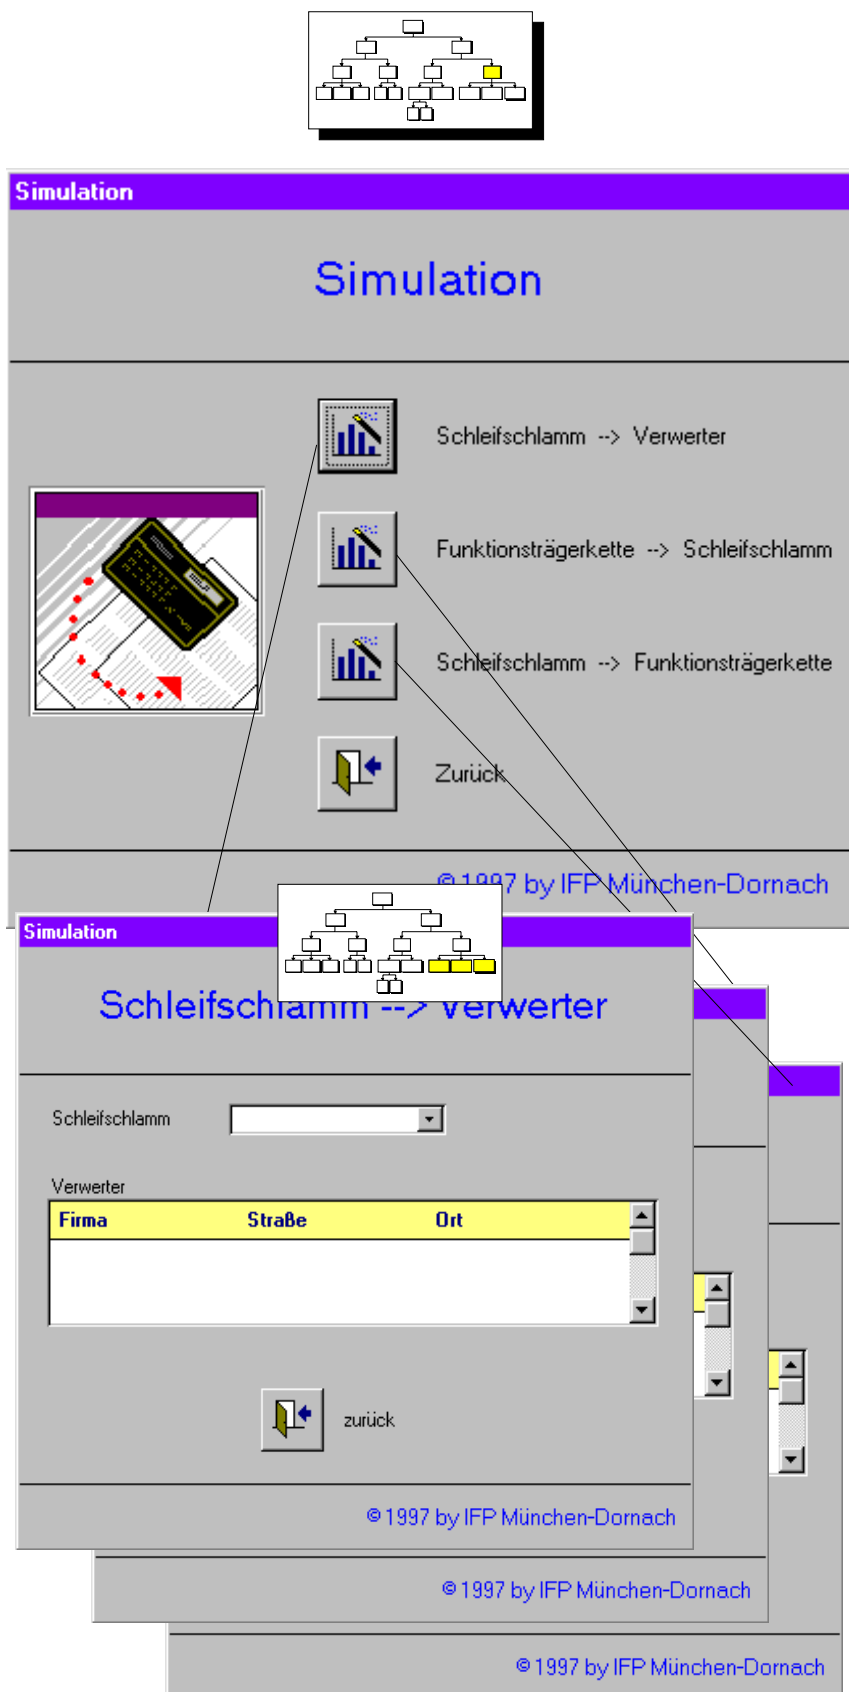 Simulation
Simulation
Schleifschlamm --> Verwerter
Funktionsträgerkette --> Schleifschlamm
Schleifschlamm --> Funktionsträgerkette
Zurück
© 1997 by IFP München-Dornach
Simulation
Schleifschlamm --> Verwerter
Schleifschlamm
Verwerter
Firma Straße Ort
zurück
© 1997 by IFP München-Dornach
© 1997 by IFP München-Dornach
© 1997 by IFP München-Dornach